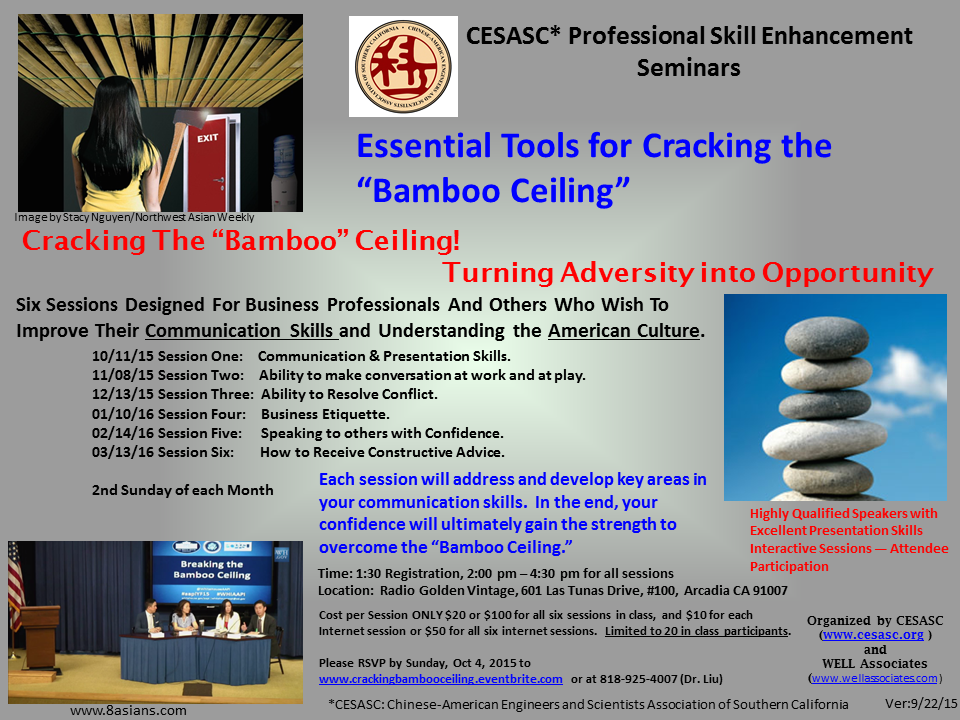 CESASC* Professional Skill Enhancement
Seminars
CHINESE-AMERICAN ENGINEERS AND SCIENTISTS ASSOCIATION OF SOUTHERN CALIFORNIA
EXIT
Essential Tools for Cracking the
“Bamboo Ceiling”
Image by Stacy Nguyen/Northwest Asian Weekly
Cracking The “Bamboo” Ceiling!
Turning Adversity into Opportunity
Six Sessions Designed For Business Professionals And Others Who Wish To
Improve Their Communication Skills and Understanding the American Culture.
10/11/15 Session One: Communication & Presentation Skills.
11/08/15 Session Two: Ability to make conversation at work and at play.
12/13/15 Session Three: Ability to Resolve Conflict.
01/10/16 Session Four: Business Etiquette.
02/14/16 Session Five: Speaking to others with Confidence.
03/13/16 Session Six: How to Receive Constructive Advice.
2nd Sunday of each Month
Each session will address and develop key areas in
your communication skills. In the end, your
confidence will ultimately gain the strength to
overcome the “Bamboo Ceiling.”
Highly Qualified Speakers with
Excellent Presentation Skills
Interactive Sessions — Attendee
Participation
Breaking the
Bamboo Ceiling
Time: 1:30 Registration, 2:00 pm – 4:30 pm for all sessions
Location: Radio Golden Vintage, 601 Las Tunas Drive, #100, Arcadia CA 91007
Cost per Session ONLY $20 or $100 for all six sessions in class, and $10 for each
Internet session or $50 for all six internet sessions. Limited to 20 in class participants.
Organized by CESASC
(www.cesasc.org )
and
WELL Associates
(www.wellassociates.com)
Please RSVP by Sunday, Oct 4, 2015 to
www.crackingbambooceiling.eventbrite.com or at 818-925-4007 (Dr. Liu)
www.8asians.com
*CESASC: Chinese-American Engineers and Scientists Association of Southern California
Ver:9/22/15